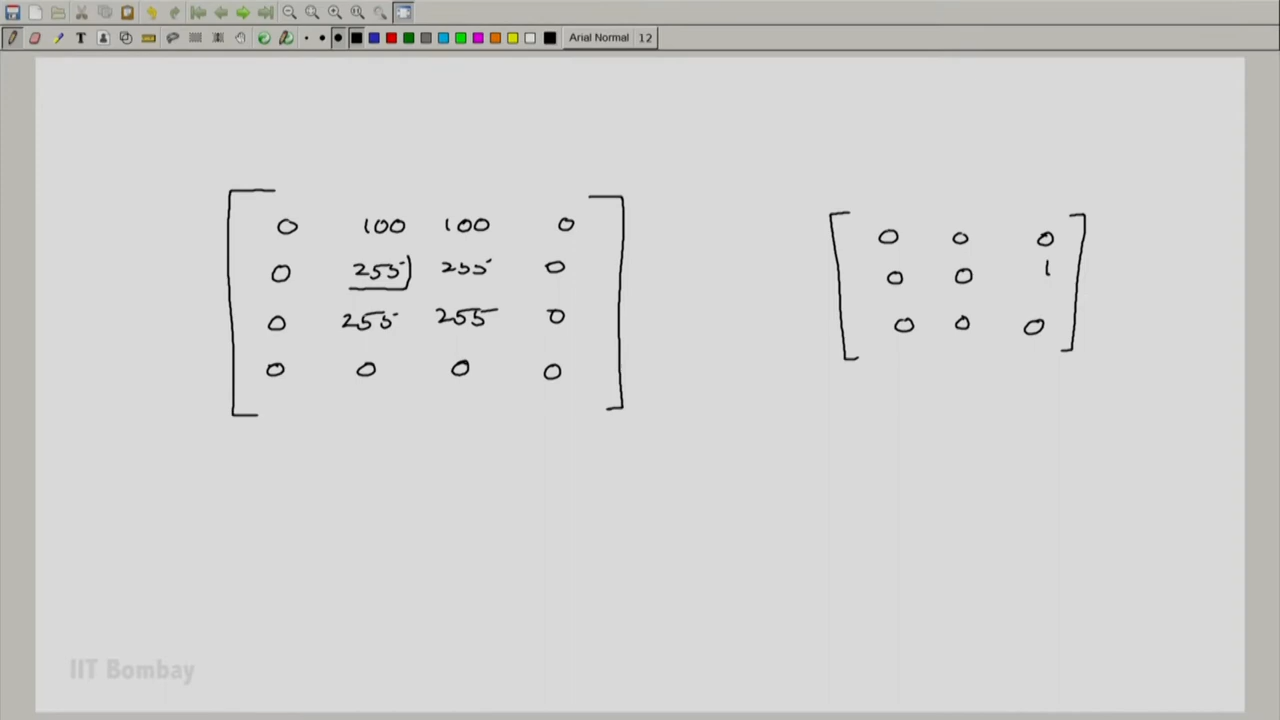 Arial Normal 12
0 100 100 0
0 255 255 0
0 255 255 0
0 0 0 0
0 0 0
0 0 1
0 0 0
IIT Bombay